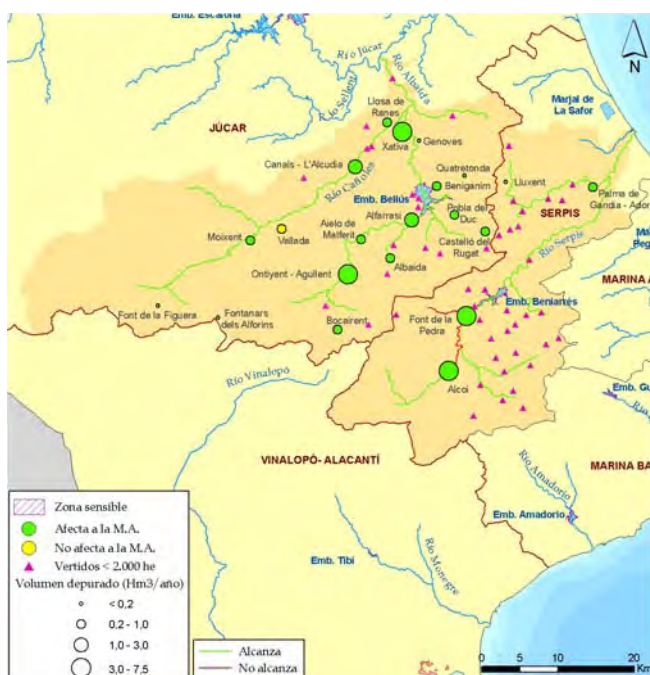 Emb. Escalona
Río Júcar
Río Albaida
Río Sellent
N
Marjal de
La Safor
JÚCAR
Llosa de
Ranes
Xativa
Genoves
Canals - L'Alcudia
Río Cañoles
Quatretonda
Beniganim
Lluxent
Emb. Bellús
Palma de
Gandia - Ador
Alfarrasi
Pobla del
Duc
SERPIS
Aielo de
Malferit
Vallada
Moixent
Castelló del
Rugat
Río Serpis
Albaida
Ontiyent - Agullent
MARINA A
Emb. Beniarrés
Font de la Figuera
Fontanars
dels Alforins
Bocairent
Font de la
Pedra
Río Vinalopó
Alcoi
Emb. Gu
VINALOPÓ- ALACANTÍ
MARINA BA
Río Amadorio
Emb. Amadorio
Emb. Tibi
Río Monegre
Zona sensible
Afecta a la M.A.
No afecta a la M.A.
Vertidos < 2.000 he
Volumen depurado (Hm3/año)
< 0,2
0,2 - 1,0
1,0 - 3,0
3,0 - 7,5
Alcanza
No alcanza
0 5 10 20
Km